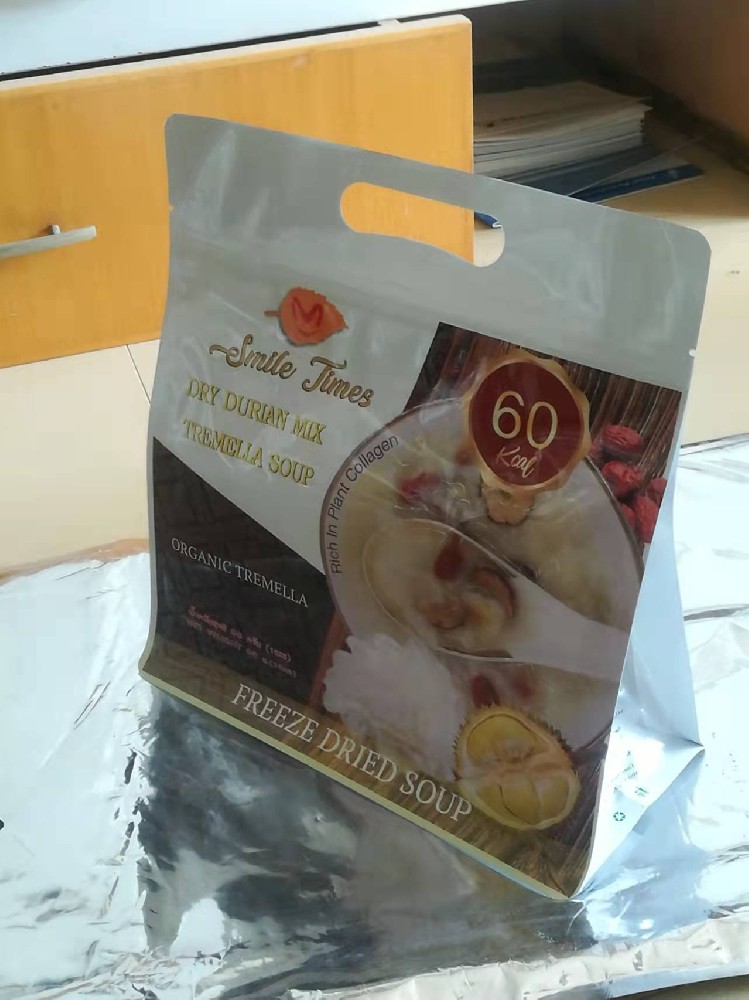 Smile Times
DRY DURIAN MIX
TREMELLA SOUP
60
Kcal
Rich In Plant Collagen
ORGANIC TREMELLA
FREEZE DRIED SOUP